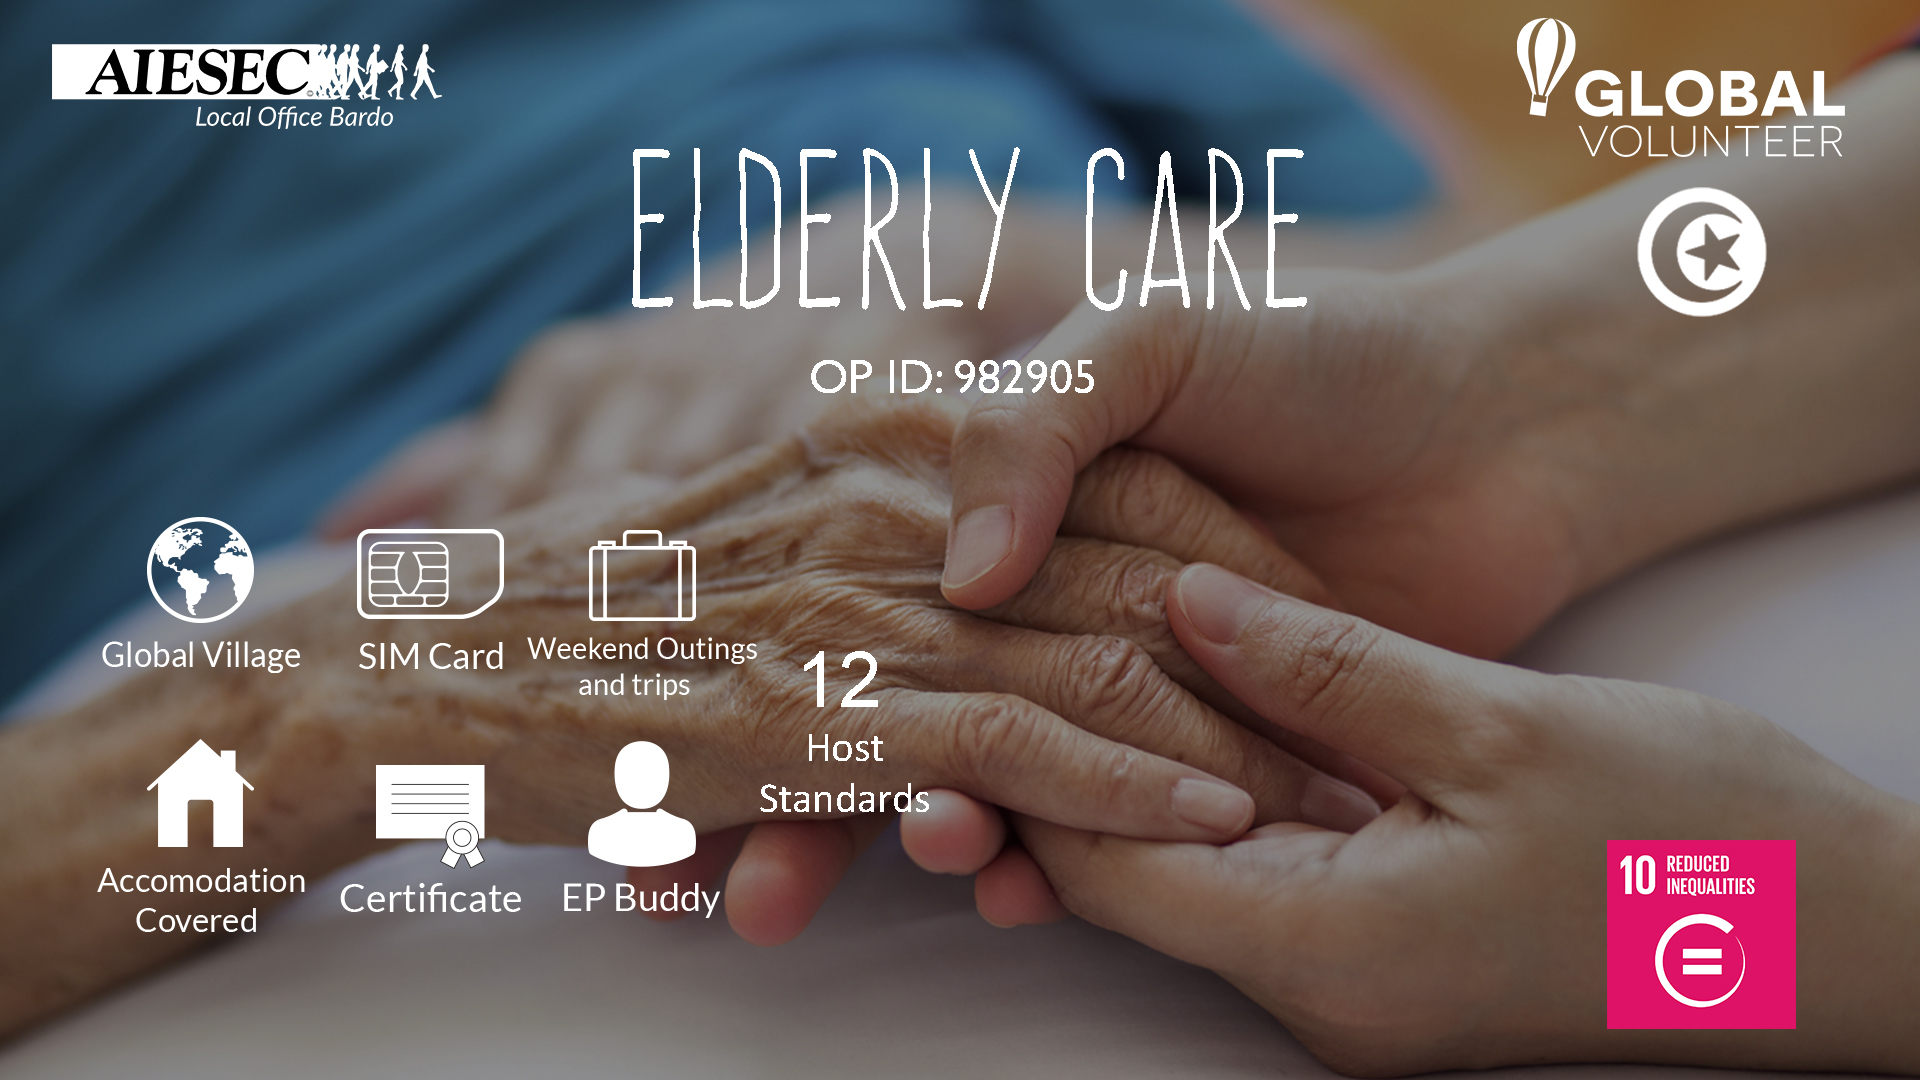 AIESEC
Local Office Bardo
GLOBAL
VOLUNTEER
ELDERLY CARE
OP ID: 982905
Global Village
SIM Card
Weekend Outings
and trips
12
Host
Standards
Accomodation
Covered
Certificate
EP Buddy
10 REDUCED
INEQUALITIES